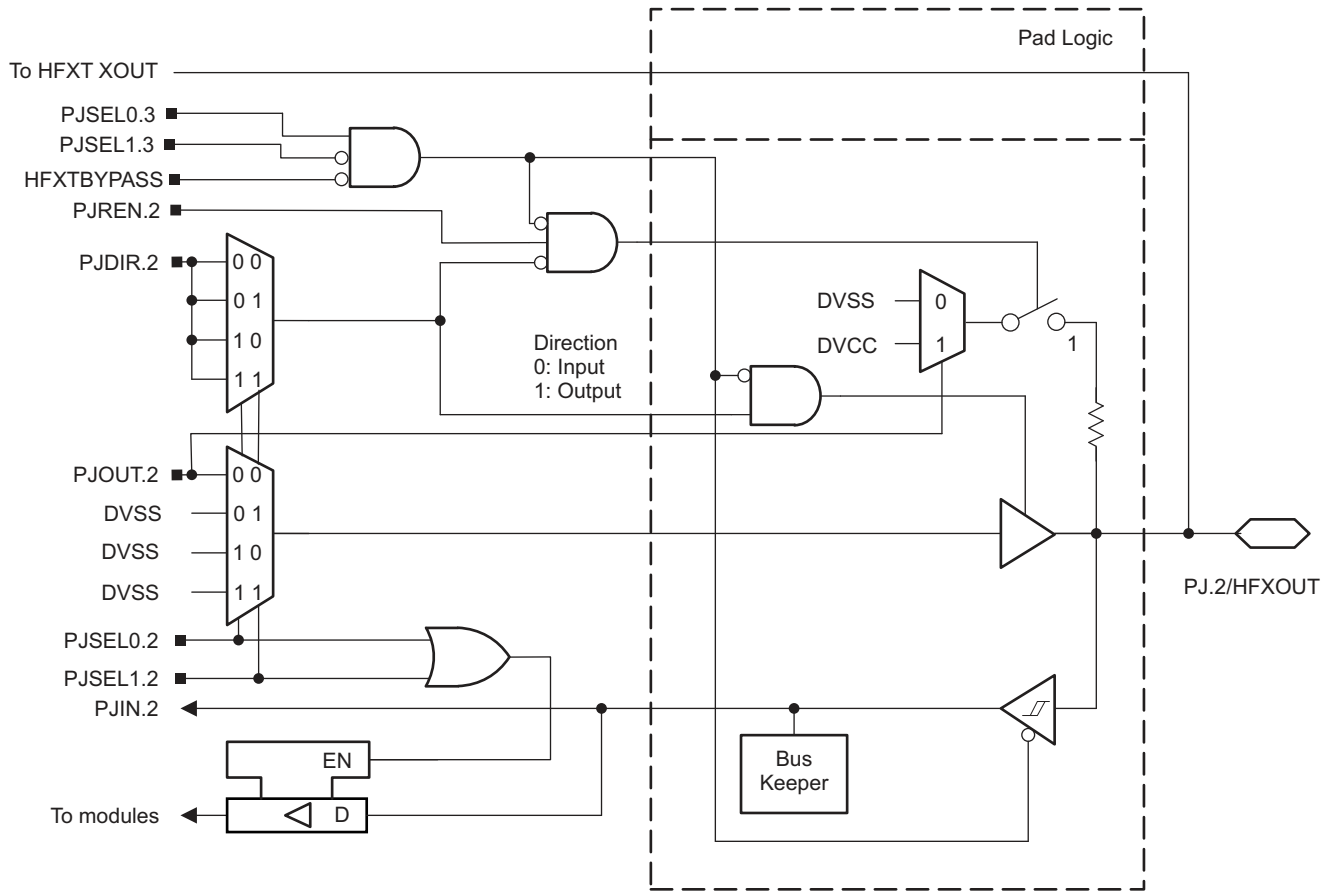 Pad Logic
To HFXT XOUT
PJSEL0.3
PJSEL1.3
HFXTBYPASS
PJREN.2
PJDIR.2
0 0
0 1
1 0
1 1
Direction
0: Input
1: Output
DVSS
0
DVCC
1
1
PJOUT.2
0 0
DVSS
0 1
DVSS
1 0
DVSS
1 1
PJ.2/HFXOUT
PJSEL0.2
PJSEL1.2
PJIN.2
EN
Bus
Keeper
To modules
D